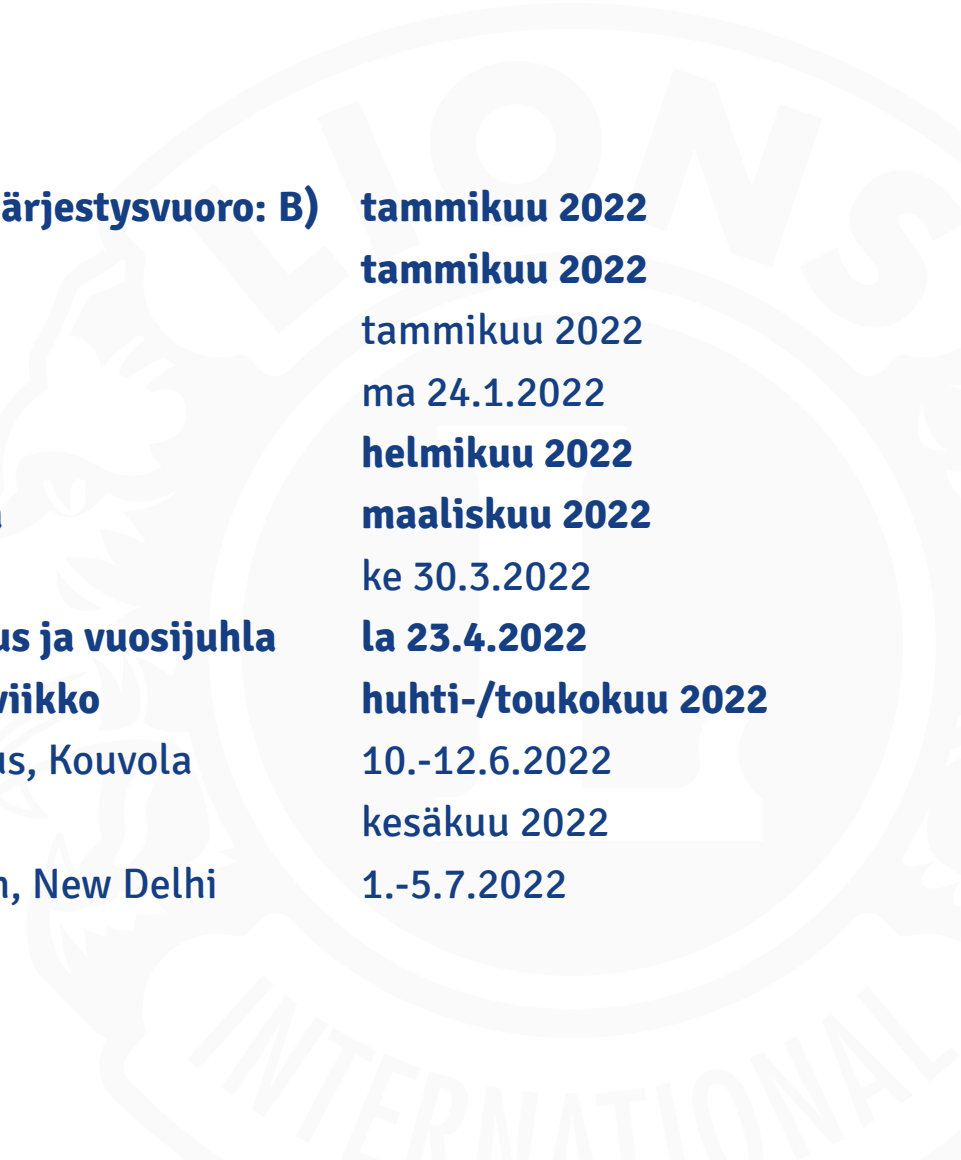 ärjestysvuoro: B) tammikuu 2022
tammikuu 2022
tammikuu 2022
ma 24.1.2022
helmikuu 2022
maaliskuu 2022
ke 30.3.2022
us ja vuosijuhla la 23.4.2022
viikko huhti-/toukokuu 2022
us, Kouvola 10.-12.6.2022
kesäkuu 2022
n, New Delhi 1.-5.7.2022
LIONS
INTERNATIONAL